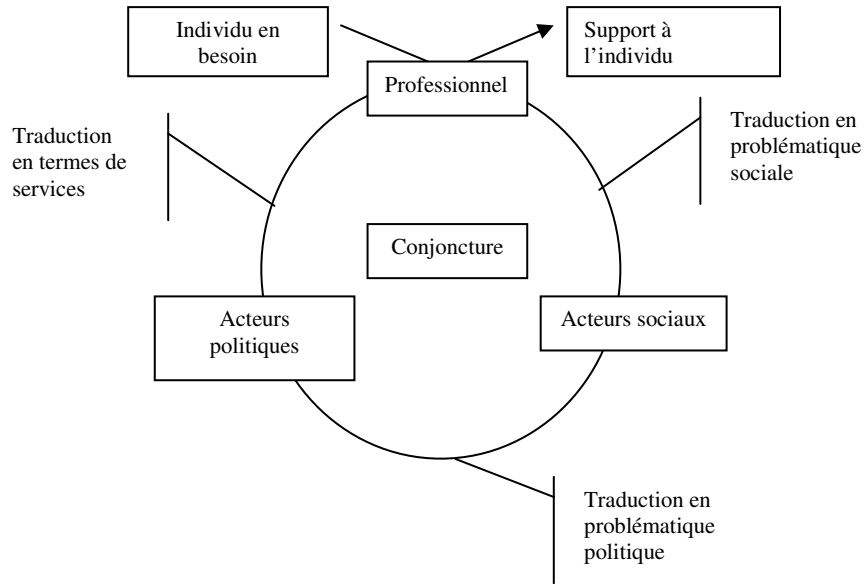 Individu en
besoin
Support à
l'individu
Professionnel
Traduction
en termes de
services
Traduction en
problématique
sociale
Conjoncture
Acteurs
politiques
Acteurs sociaux
Traduction en
problématique
politique